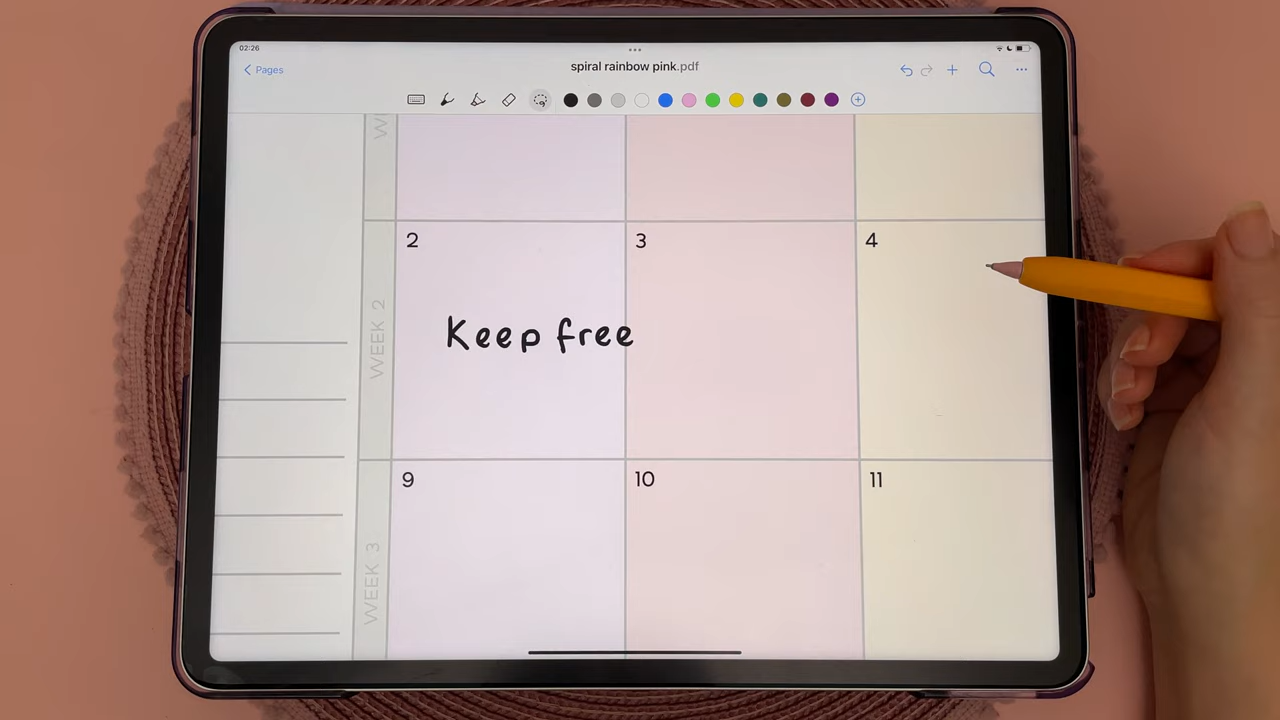 02:26
Pages
spiral rainbow pink.pdf
2
3
4
WEEK 2
Keep free
9
10
11
WEEK 3